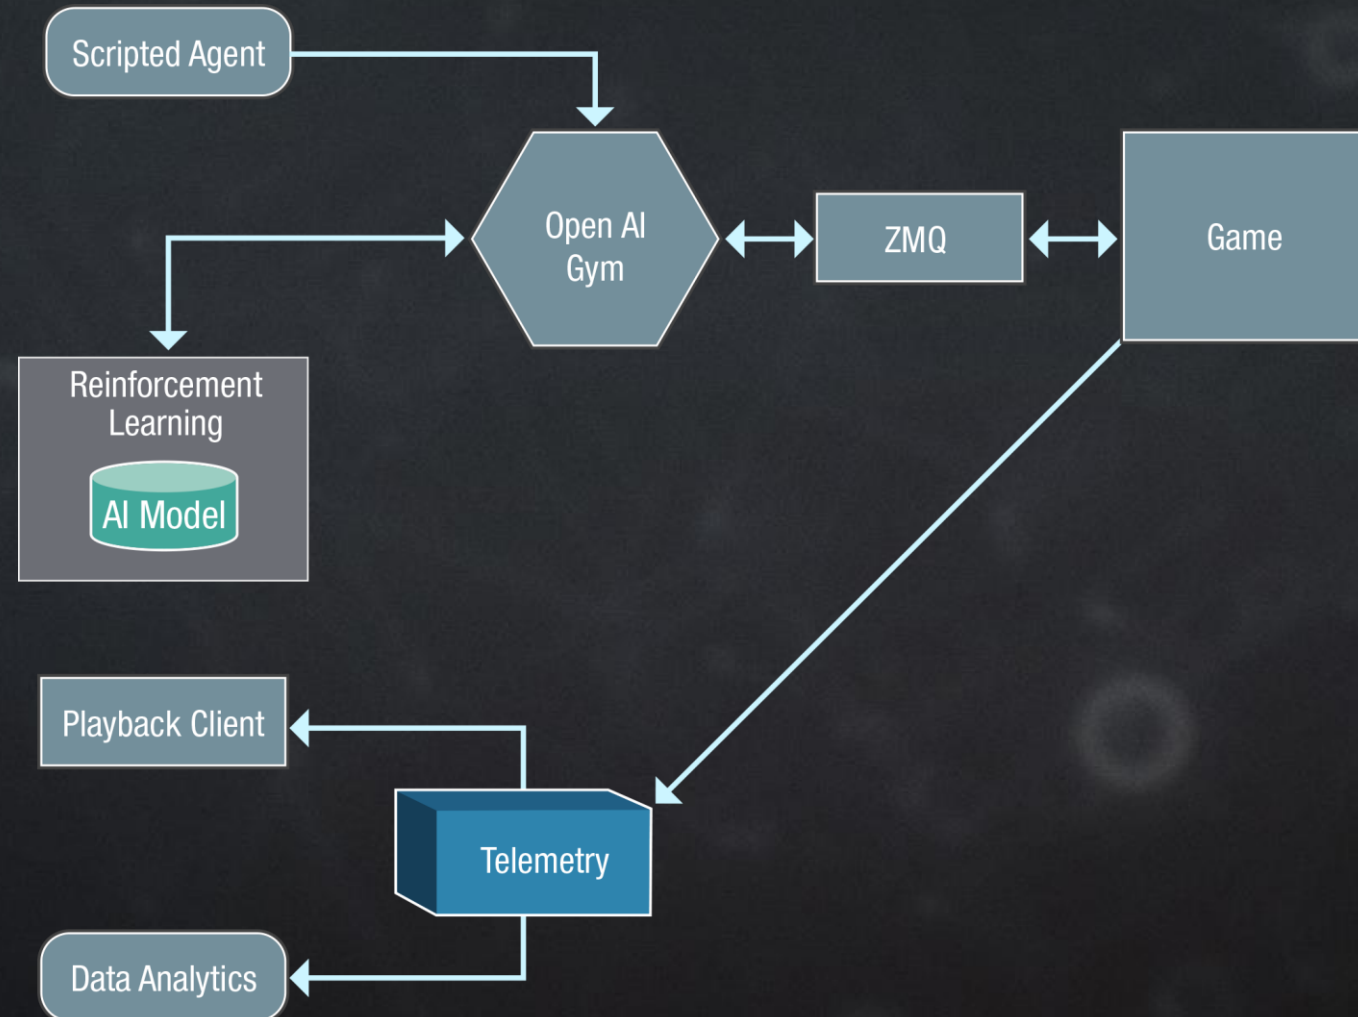 Scripted Agent
Open AI
Gym
ZMQ
Game
Reinforcement
Learning
AI Model
Playback Client
Telemetry
Data Analytics